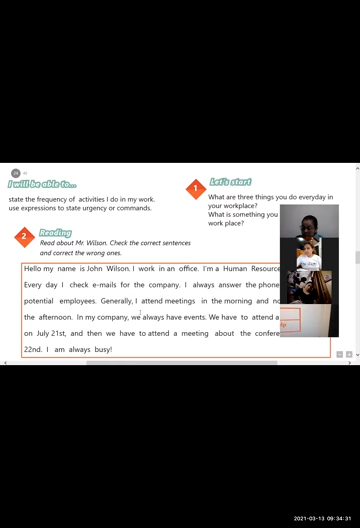 I will be able to...
state the frequency of activities I do in my work.
use expressions to state urgency or commands.
1
Let's start
What are three things you do everyday in
your workplace?
What is something you
work place?
2
Reading
Read about Mr. Wilson. Check the correct sentences
and correct the wrong ones.
Hello my name is John Wilson. I work in an office. I'm a Human Resource
Every day I check e-mails for the company. I always answer the phone
potential employees. Generally, I attend meetings in the morning and
the afternoon. In my company, we always have events. We have to attend a
on July 21st, and then we have to attend a meeting about the
22nd. I am always busy!
2021-03-13 09:34:31